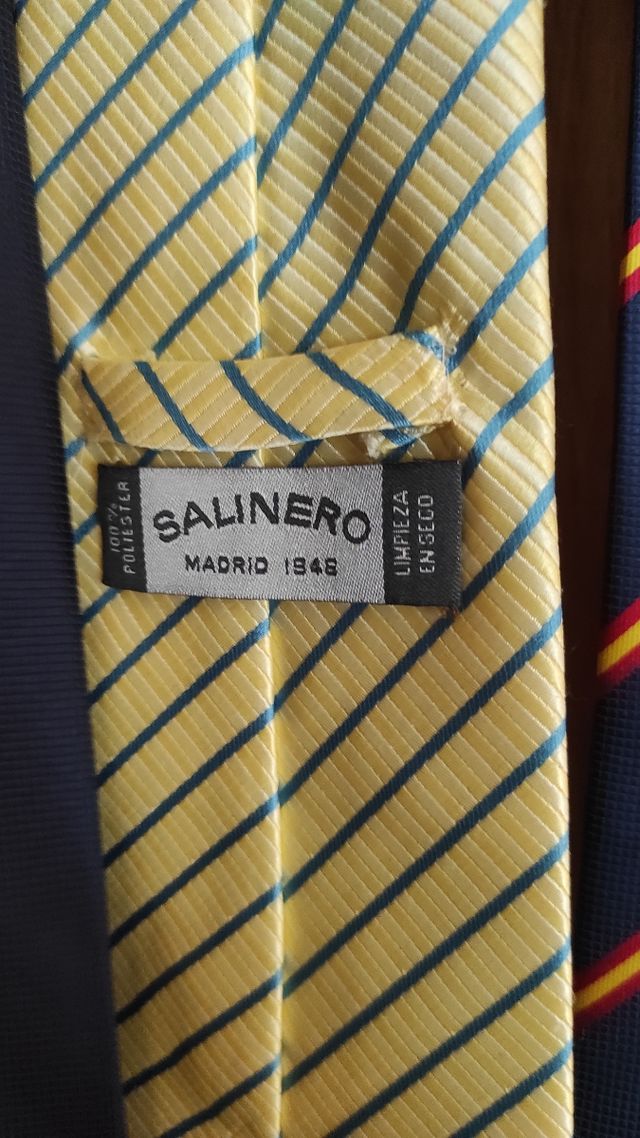 100%
POLIESTER
SALINERO
MADRID 1948
LIMPIEZA
EN SECO